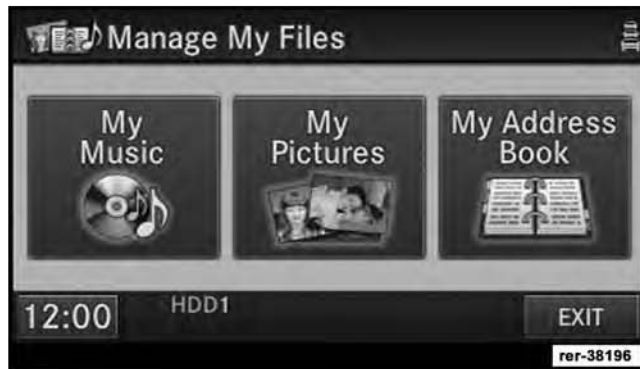 Manage My Files
My
Music
My
Pictures
My Address
Book
12:00
HDD1
EXIT
rer-38196